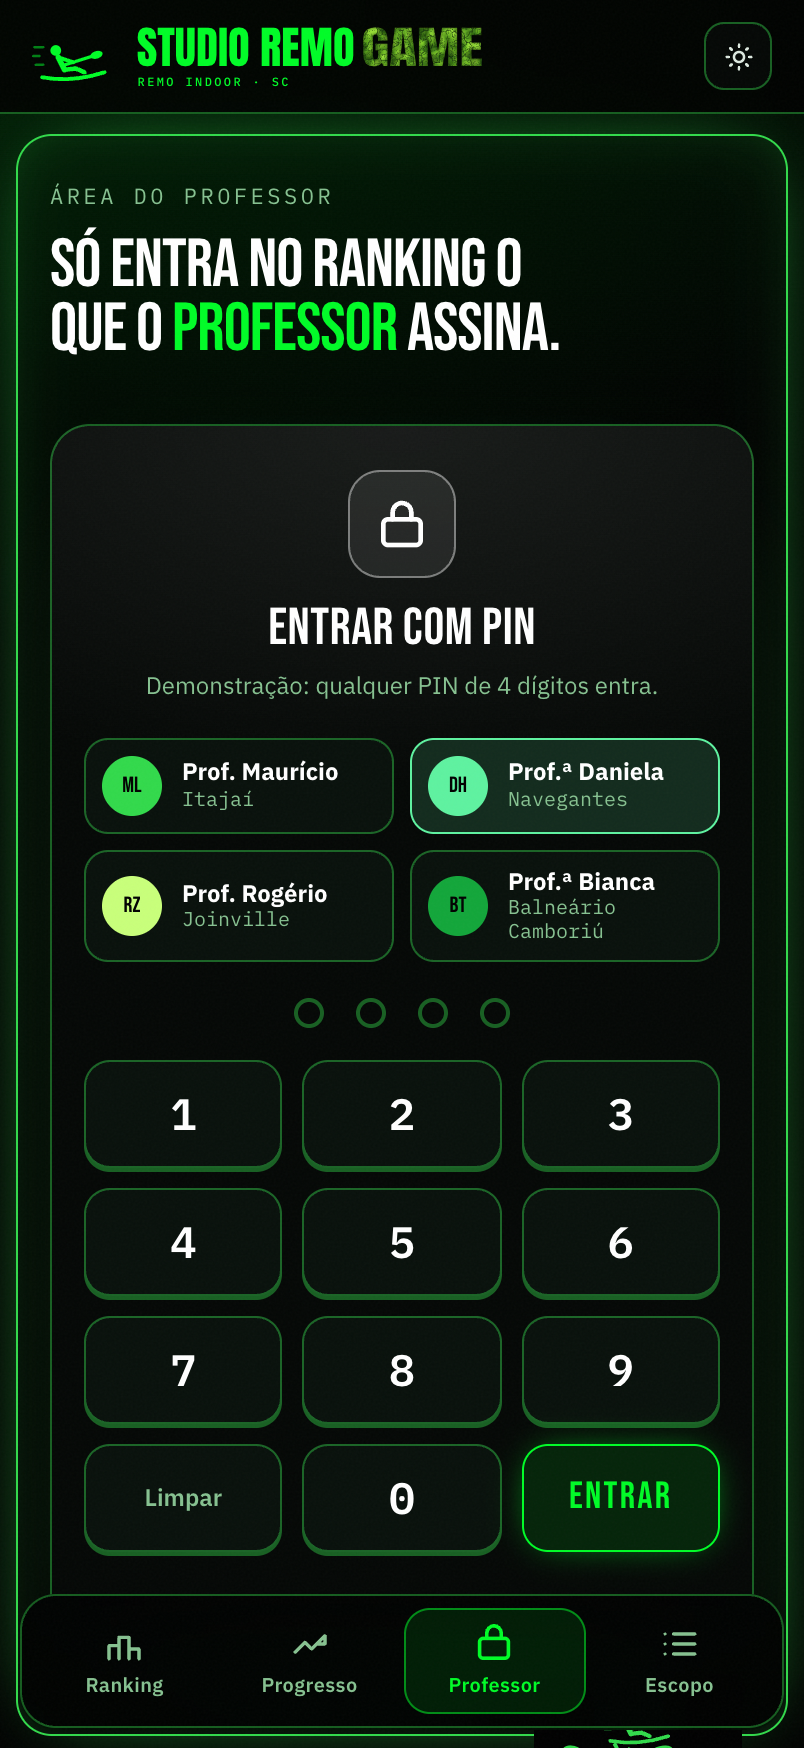 STUDIO REMO GAME
REMO INDOOR · SC
ÁREA DO PROFESSOR
SÓ ENTRA NO RANKING O
QUE O PROFESSOR ASSINA.
ENTRAR COM PIN
Demonstração: qualquer PIN de 4 dígitos entra.
ML
Prof. Maurício
Itajaí
DH
Prof.ª Daniela
Navegantes
RZ
Prof. Rogério
Joinville
BT
Prof.ª Bianca
Balneário
Camboriú
1
2
3
4
5
6
7
8
9
Limpar
0
ENTRAR
Ranking
Progresso
Professor
Escopo